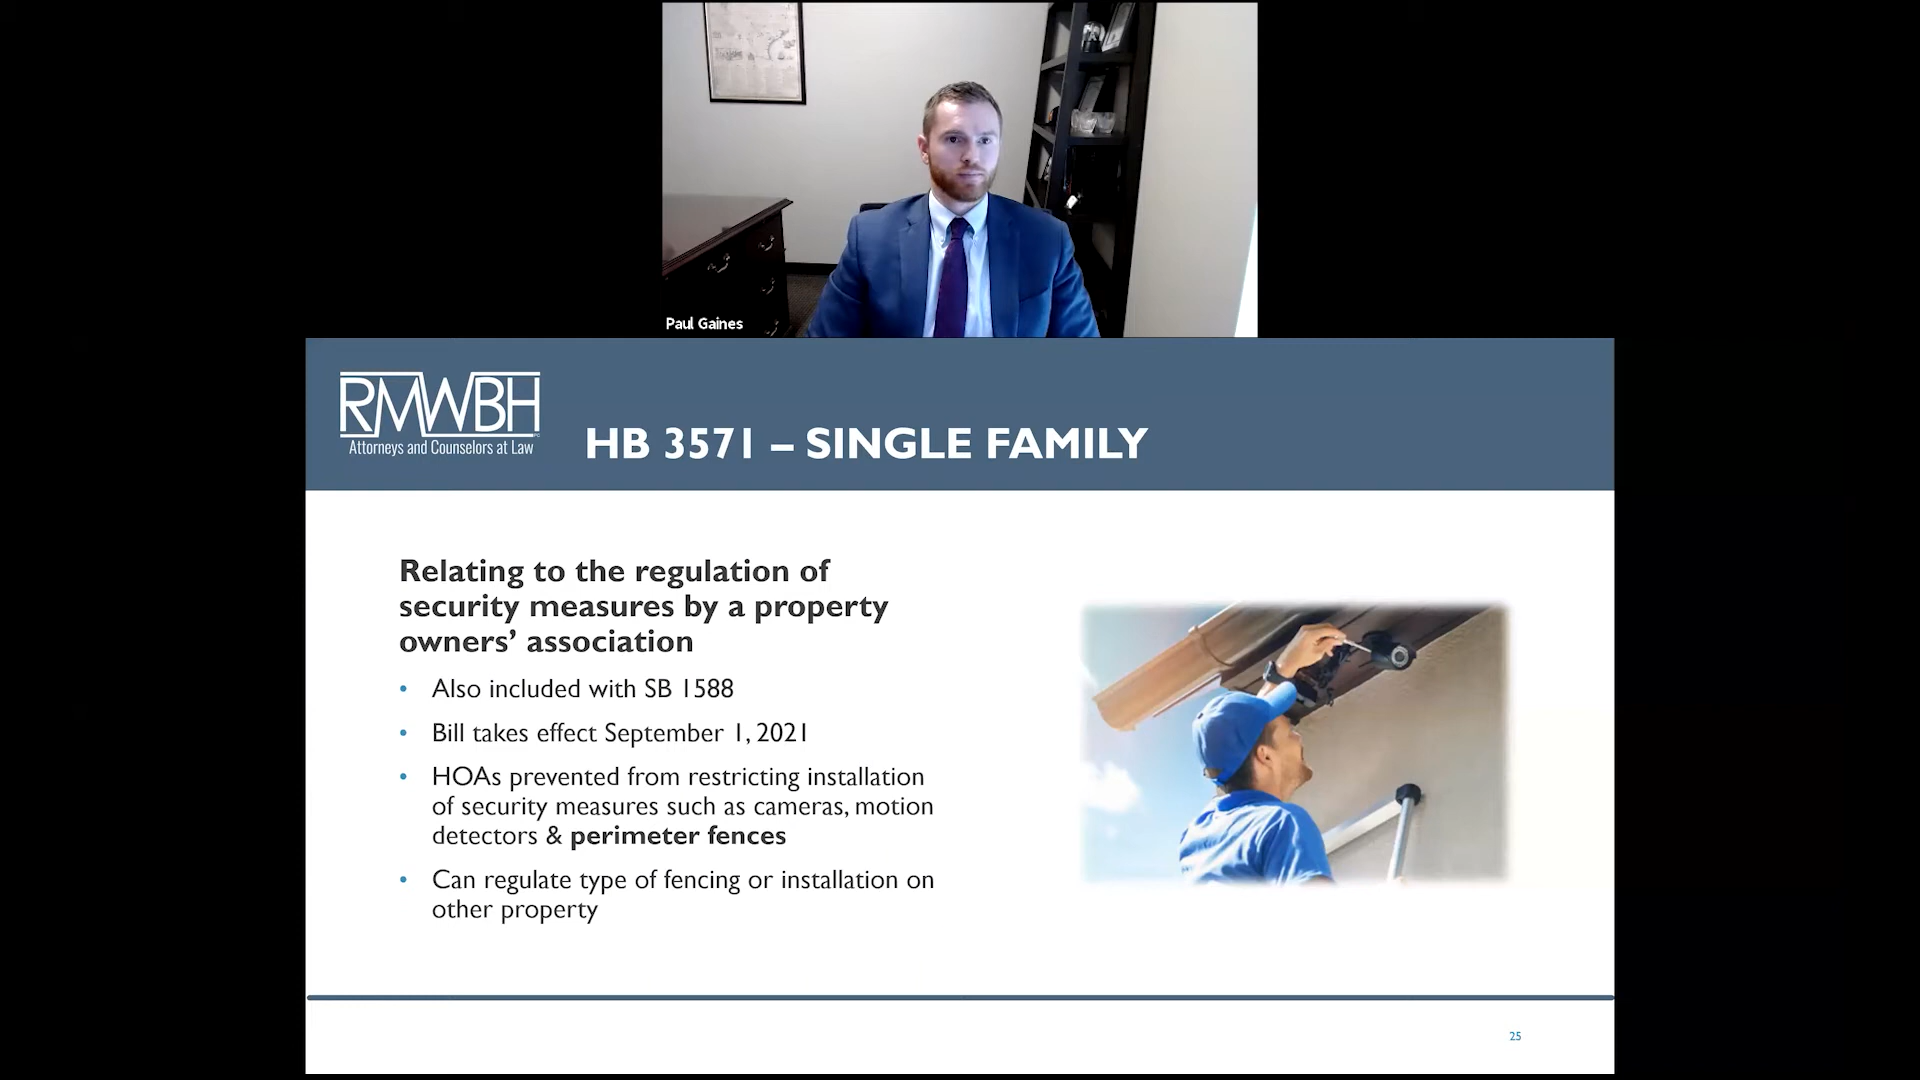 Paul Gaines
RMWBH
Attorneys and Counselors at Law
HB 3571 – SINGLE FAMILY
Relating to the regulation of
security measures by a property
owners’ association
• Also included with SB 1588
• Bill takes effect September 1, 2021
• HOAs prevented from restricting installation
of security measures such as cameras, motion
detectors & perimeter fences
• Can regulate type of fencing or installation on
other property
25